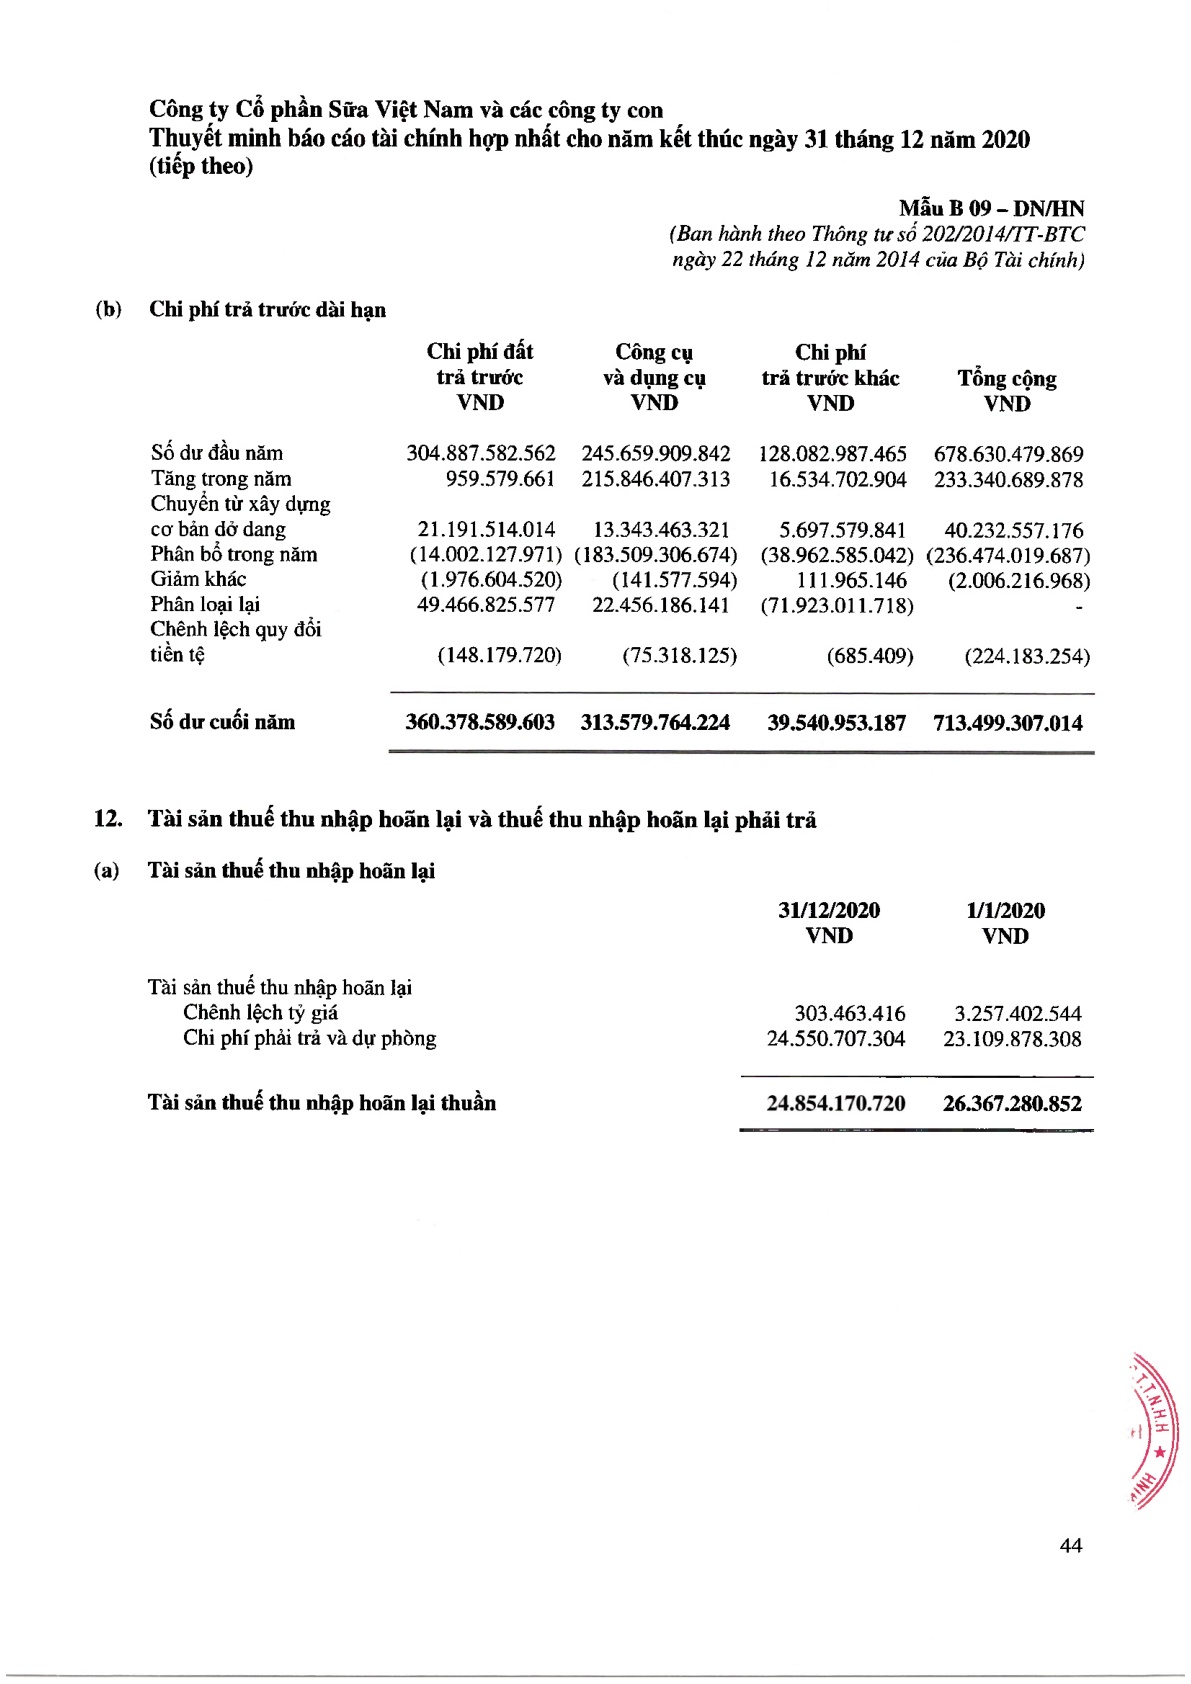 Công ty Cổ phần Sữa Việt Nam và các công ty con
Thuyết minh báo cáo tài chính hợp nhất cho năm kết thúc ngày 31 tháng 12 năm 2020
(tiếp theo)
Mẫu B 09 – DN/HN
(Ban hành theo Thông tư số 202/2014/TT-BTC
ngày 22 tháng 12 năm 2014 của Bộ Tài chính)
(b) Chi phí trả trước dài hạn
Chi phí đất Công cụ Chi phí
trả trước và dụng cụ trả trước khác Tổng cộng
VND VND VND VND
Số dư đầu năm 304.887.582.562 245.659.909.842 128.082.987.465 678.630.479.869
Tăng trong năm 959.579.661 215.846.407.313 16.534.702.904 233.340.689.878
Chuyển từ xây dựng
cơ bản dở dang 21.191.514.014 13.343.463.321 5.697.579.841 40.232.557.176
Phân bổ trong năm (14.002.127.971) (183.509.306.674) (38.962.585.042) (236.474.019.687)
Giảm khác (1.976.604.520) (141.577.594) 111.965.146 (2.006.216.968)
Phân loại lại 49.466.825.577 22.456.186.141 (71.923.011.718) -
Chênh lệch quy đổi
tiền tệ (148.179.720) (75.318.125) (685.409) (224.183.254)
Số dư cuối năm 360.378.589.603 313.579.764.224 39.540.953.187 713.499.307.014
12. Tài sản thuế thu nhập hoãn lại và thuế thu nhập hoãn lại phải trả
(a) Tài sản thuế thu nhập hoãn lại
31/12/2020 1/1/2020
VND VND
Tài sản thuế thu nhập hoãn lại
Chênh lệch tỷ giá 303.463.416 3.257.402.544
Chi phí phải trả và dự phòng 24.550.707.304 23.109.878.308
Tài sản thuế thu nhập hoãn lại thuần 24.854.170.720 26.367.280.852
T.T.N.H.H
44